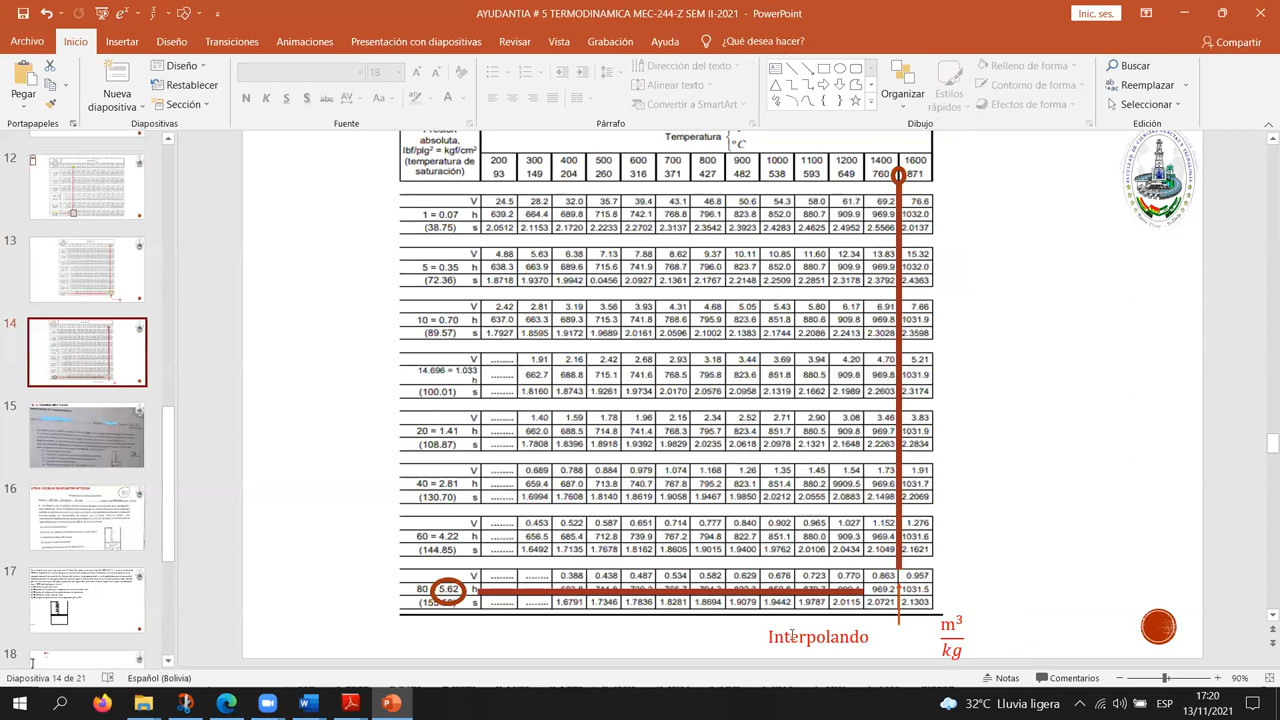 AYUDANTIA # 5 TERMODINAMICA MEC-244-Z SEM II-2021 - PowerPoint
Inic. ses.
Archivo Inicio Insertar Diseño Transiciones Animaciones Presentación con diapositivas Revisar Vista Grabación Ayuda ¿Qué desea hacer? Compartir
Pegar
Nueva diapositiva
Diseño
Restablecer
Sección
18
N K S S abc AV Aa A
Dirección del texto
Alinear texto
Convertir a SmartArt
Organizar
Estilos rápidos
Relleno de forma
Contorno de forma
Efectos de forma
Buscar
Reemplazar
Seleccionar
Portapapeles Diapositivas Fuente Párrafo Dibujo Edición
12
13
14
15
16
17
18
Presión absoluta, Lbf/plg² = kgf/cm² (temperatura de saturación)
Temperatura °C
200 300 400 500 600 700 800 900 1000 1100 1200 1400 1600
93 149 204 260 316 371 427 482 538 593 649 760 871
V 24.5 28.2 32.0 35.7 39.4 43.1 46.8 50.6 54.3 58.0 61.7 69.2 76.6
1 = 0.07 h 639.2 664.4 689.8 715.8 742.1 768.8 796.1 823.8 852.0 880.7 909.9 969.9 1032.0
(38.75) s 2.0512 2.1153 2.1720 2.2233 2.2702 2.3137 2.3542 2.3923 2.4283 2.4625 2.4952 2.5566 2.0137
V 4.88 5.63 6.38 7.13 7.88 8.62 9.37 10.11 10.85 11.60 12.34 13.83 15.32
5 = 0.35 h 638.3 663.9 689.6 715.6 741.9 768.7 796.0 823.7 852.0 880.7 909.9 969.9 1032.0
(72.36) s 1.8718 1.9370 1.9942 0.0456 2.0927 2.1361 2.1767 2.2148 2.2509 2.2851 2.3178 2.3792 2.4363
V 2.42 2.81 3.19 3.56 3.93 4.31 4.68 5.05 5.43 5.80 6.17 6.91 7.66
10 = 0.70 h 637.0 663.3 689.3 715.3 741.8 768.6 795.9 823.7 851.9 880.6 909.8 969.8 1031.9
(89.57) s 1.7927 1.8595 1.9172 1.9689 2.0161 2.0596 2.1002 2.1383 2.1744 2.2086 2.2413 2.3028 2.3598
V ........ 1.91 2.16 2.42 2.68 2.93 3.18 3.44 3.69 3.94 4.20 4.70 5.21
14.696 = 1.033 h 662.7 688.8 715.1 741.6 768.5 795.8 823.6 851.8 880.5 909.8 969.8 1031.9
(100.01) s 1.8160 1.8743 1.9261 1.9734 2.0170 2.0576 2.0958 2.1319 2.1662 2.1989 2.2603 2.3174
V ........ 1.40 1.59 1.78 1.96 2.15 2.34 2.52 2.71 2.90 3.08 3.46 3.83
20 = 1.41 h ........ 662.0 688.5 714.8 741.4 768.3 795.7 823.5 851.8 880.5 909.7 969.7 1031.9
(108.87) s ........ 1.7808 1.8396 1.8918 1.9392 1.9829 2.0235 2.0618 2.0978 2.1321 2.1648 2.2263 2.2834
V ........ 0.689 0.788 0.884 0.979 1.074 1.168 1.26 1.35 1.45 1.54 1.73 1.91
40 = 2.81 h ........ 659.4 687.0 713.8 740.7 767.8 795.2 823.1 851.4 880.2 9909.5 969.6 1031.7
(130.70) s ........ 1.6994 1.7608 1.8140 1.8619 1.9058 1.9467 1.9850 2.0212 2.0555 2.0883 2.1498 2.2069
V ........ 0.453 0.522 0.587 0.651 0.714 0.777 0.840 0.902 0.965 1.027 1.152 1.276
60 = 4.22 h ........ 656.5 685.4 712.8 739.9 767.2 794.8 822.8 851.1 880.0 909.3 969.4 1031.6
(144.85) s ........ 1.6492 1.7135 1.7678 1.8162 1.8605 1.9015 1.9400 1.9762 2.0106 2.0434 2.1049 2.1621
V ........ ........ 0.388 0.438 0.487 0.534 0.582 0.629 0.676 0.723 0.770 0.863 0.957
80 5.62 h 969.2 1031.5
s ........ ........ 1.6791 1.7346 1.7836 1.8281 1.8694 1.9079 1.9442 1.9787 2.0115 2.0721 2.1303
Interpolando
m³
kg
Diapositiva 14 de 21 Español (Bolivia) Notas Comentarios 90%
32°C Lluvia ligera ESP 17:20
13/11/2021